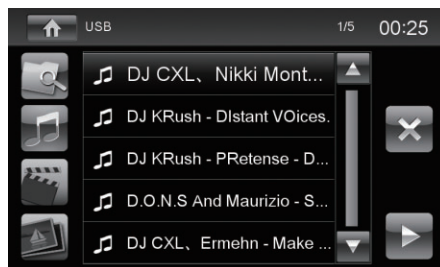 USB 1/5 00:25
DJ CXL、Nikki Mont...
DJ KRush - DIstant VOices.
DJ KRush - PRetense - D...
D.O.N.S And Maurizio - S...
DJ CXL、Ermehn - Make ...